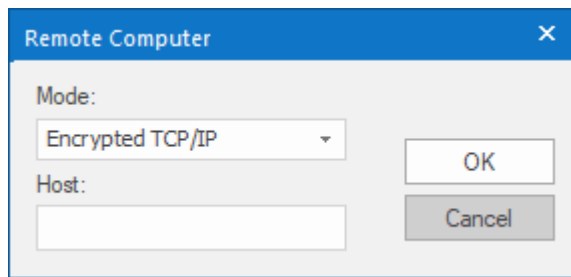 Remote Computer
Mode:
Encrypted TCP/IP
OK
Host:
Cancel